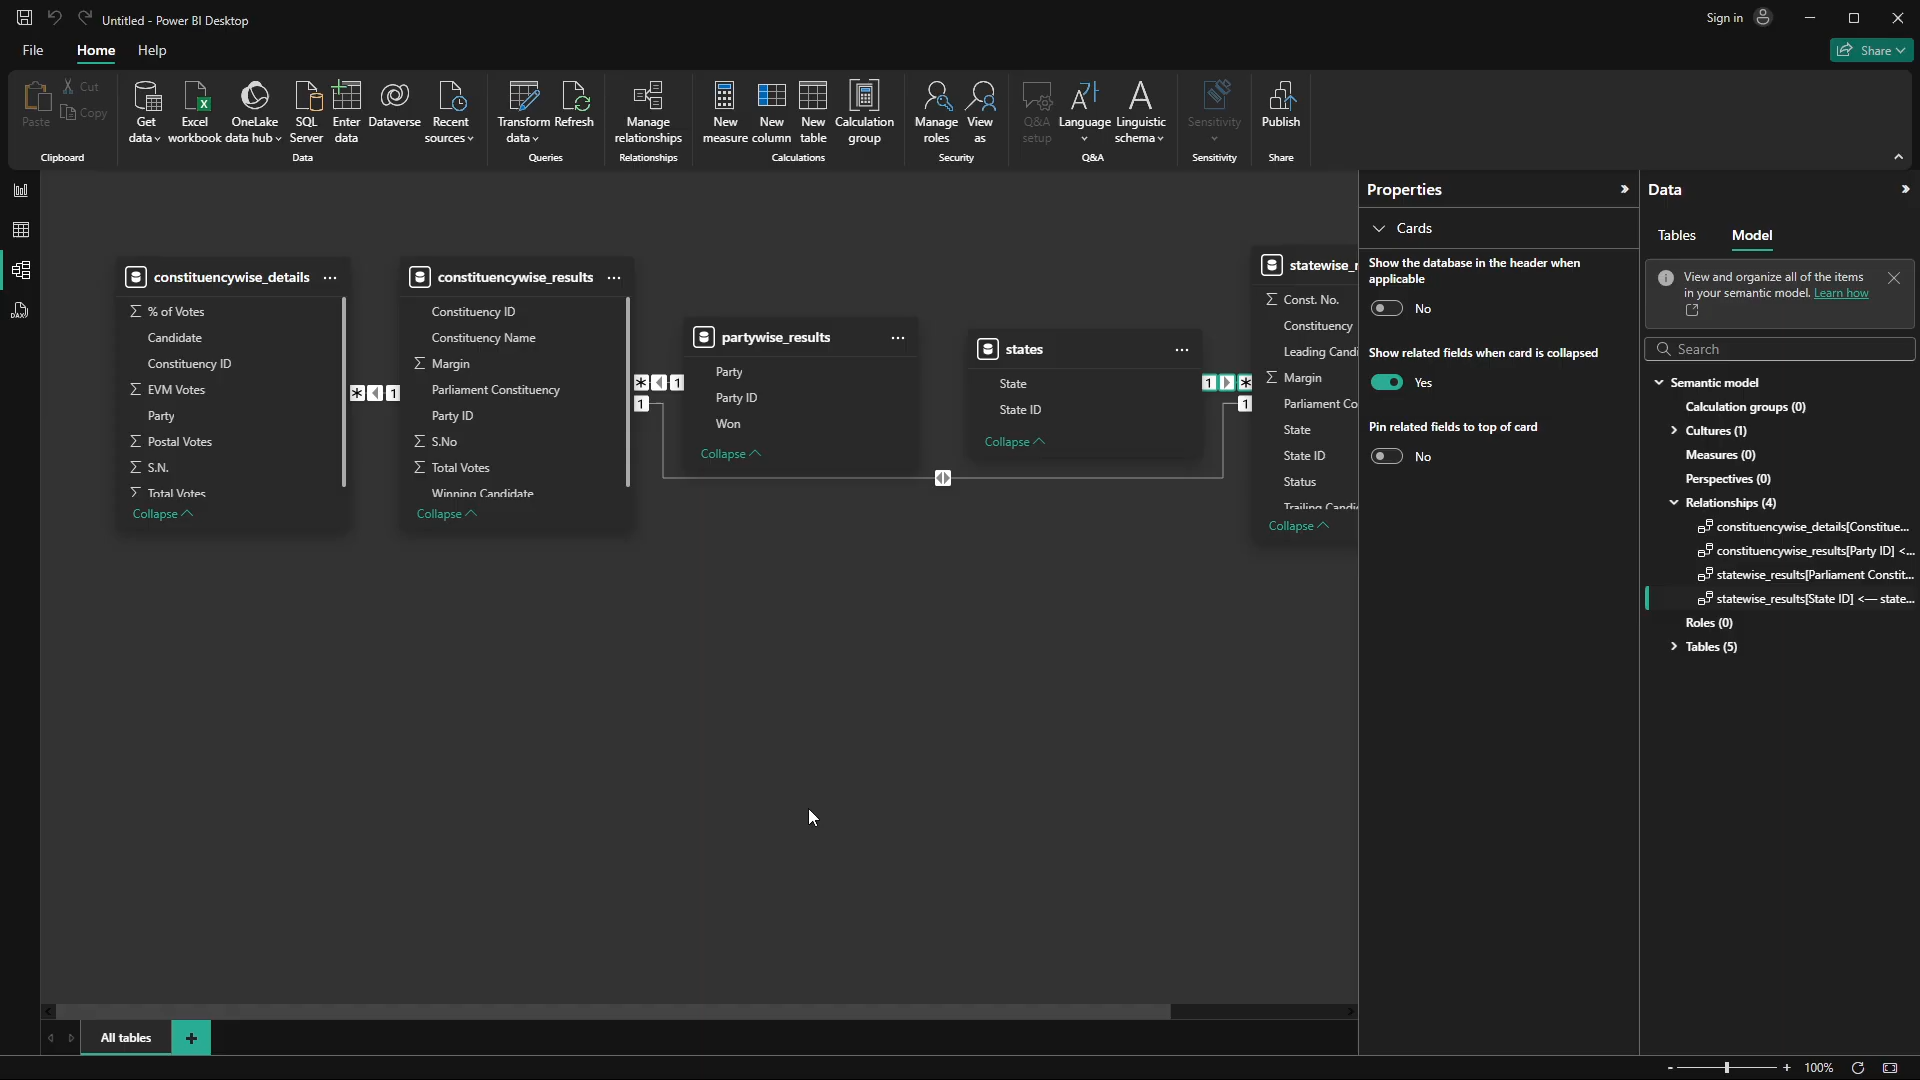 Untitled - Power BI Desktop
Sign in
File
Home
Help
Share
Paste
Cut
Copy
Clipboard
Get data
Excel workbook
OneLake data hub
SQL Server
Enter data
Dataverse
Recent sources
Data
Transform data
Refresh
Queries
Manage relationships
Relationships
New measure
New column
New table
Calculation group
Calculations
Manage roles
View as
Security
Q&A setup
Language
Linguistic schema
Q&A
Sensitivity
Sensitivity
Publish
Share
constituencywise_details
% of Votes
Candidate
Constituency ID
EVM Votes
Party
Postal Votes
S.N.
Total Votes
Collapse
* 1
constituencywise_results
Constituency ID
Constituency Name
Margin
Parliament Constituency
Party ID
S.No
Total Votes
Winning Candidate
Collapse
* 1
1
partywise_results
Party
Party ID
Won
Collapse
states
State
State ID
Collapse
1 *
1
statewise_r
Const. No.
Constituency
Leading Candi
Margin
Parliament Co
State
State ID
Status
Trailing Candi
Collapse
Properties
Cards
Show the database in the header when
applicable
No
Show related fields when card is collapsed
Yes
Pin related fields to top of card
No
Data
Tables
Model
View and organize all of the items
in your semantic model. Learn how
Search
Semantic model
Calculation groups (0)
Cultures (1)
Measures (0)
Perspectives (0)
Relationships (4)
constituencywise_details[Constitue...
constituencywise_results[Party ID] <...
statewise_results[Parliament Constit...
statewise_results[State ID] <— state...
Roles (0)
Tables (5)
All tables
+
- + 100%